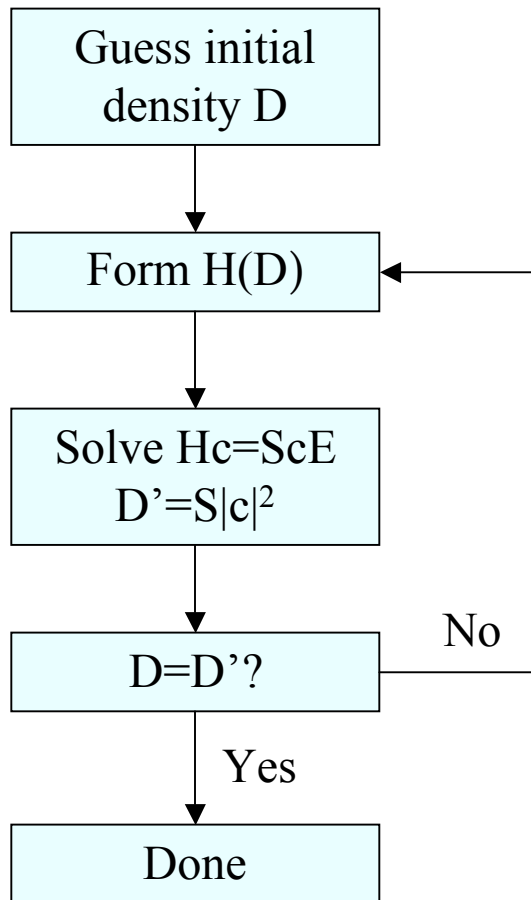 Guess initial
density D
Form H(D)
Solve Hc=ScE
D’=S|c|²
D=D’?
No
Yes
Done